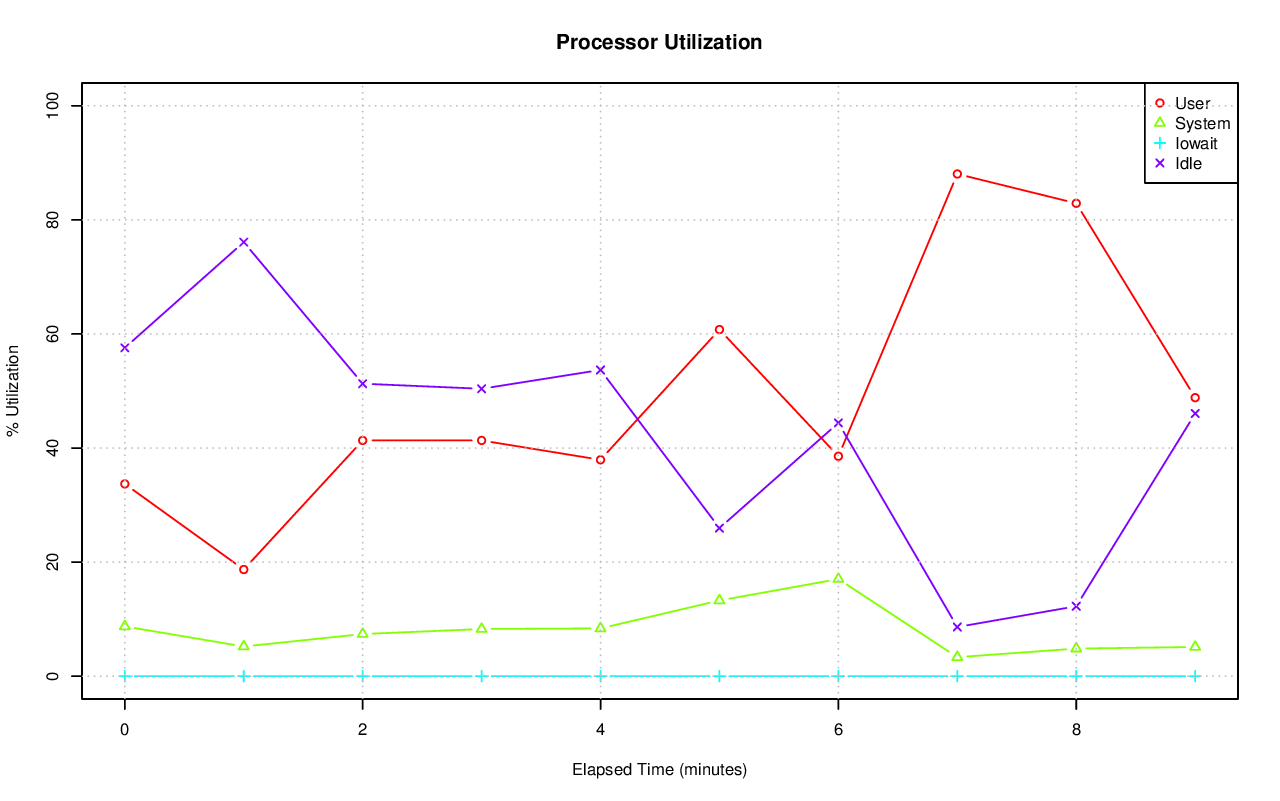 Processor Utilization
User
System
Iowait
Idle
% Utilization
100
80
60
40
20
0
0 2 4 6 8
Elapsed Time (minutes)